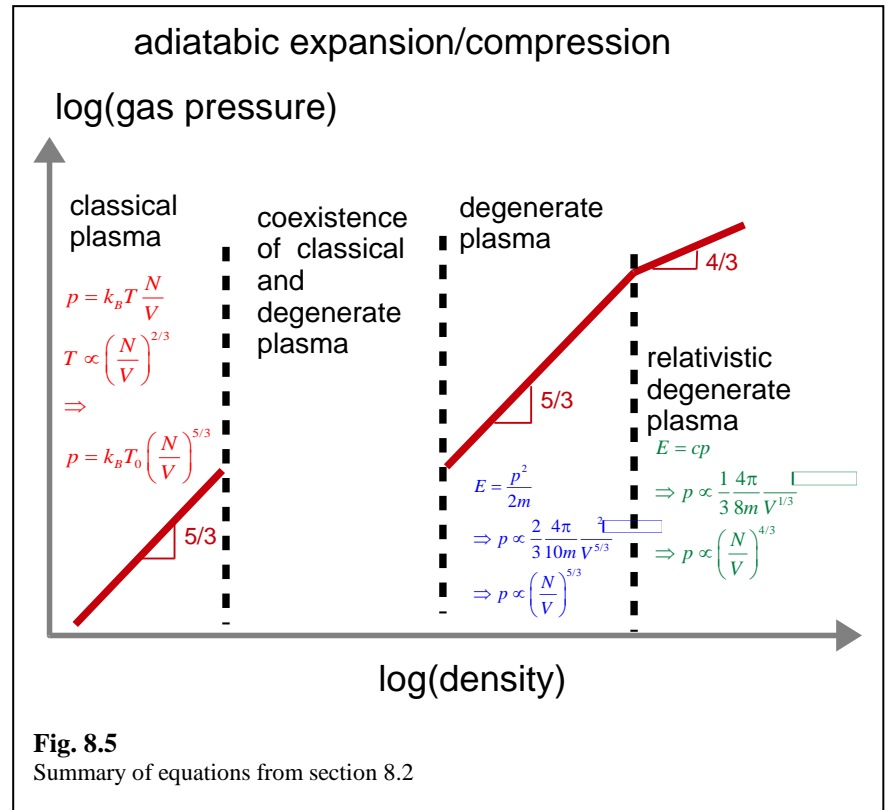 adiatabic expansion/compression
log(gas pressure)
classical
plasma
p = k_B T N/V
T ∝ (N/V)^{2/3}
⇒
p = k_B T_0 (N/V)^{5/3}
5/3
coexistence
of classical
and
degenerate
plasma
degenerate
plasma
5/3
E = p^2/2m
⇒ p ∝ 2/3 4π/10m 2/V^{5/3}
⇒ p ∝ (N/V)^{5/3}
4/3
relativistic
degenerate
plasma
E = cp
⇒ p ∝ 1/3 4π/8m 1/V^{1/3}
⇒ p ∝ (N/V)^{4/3}
log(density)
Fig. 8.5
Summary of equations from section 8.2